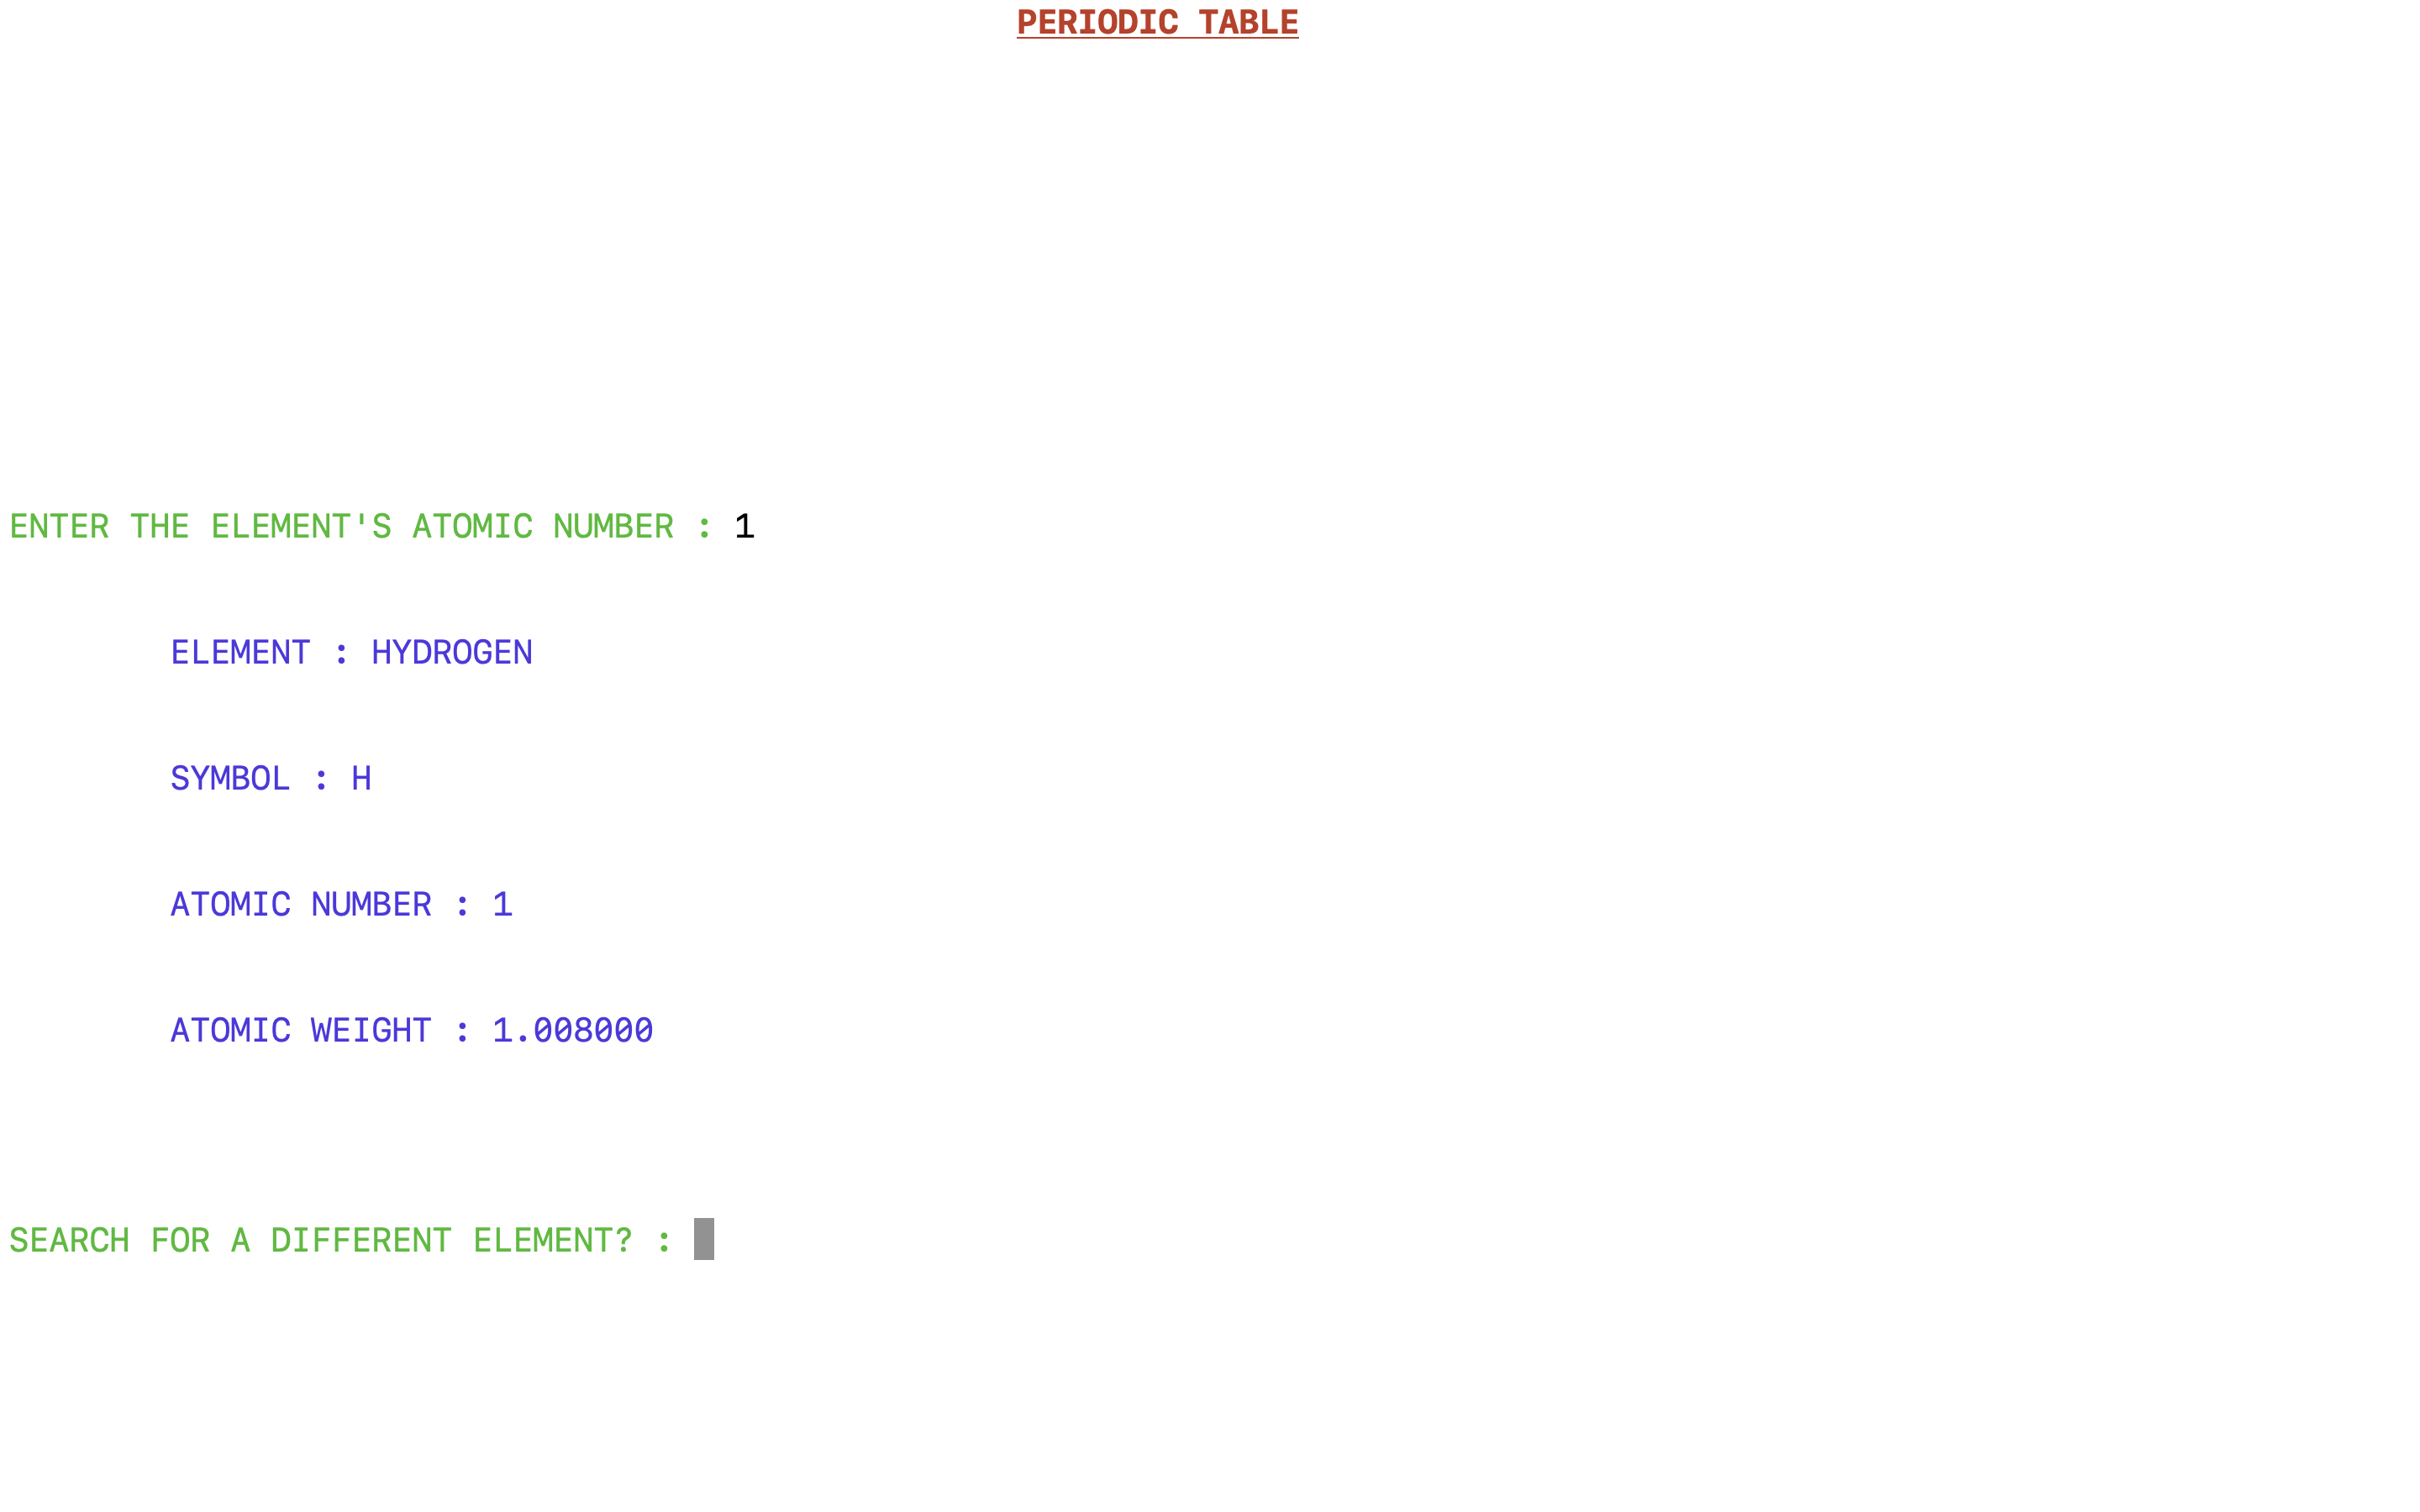 PERIODIC TABLE
ENTER THE ELEMENT'S ATOMIC NUMBER : 1
ELEMENT : HYDROGEN
SYMBOL : H
ATOMIC NUMBER : 1
ATOMIC WEIGHT : 1.008000
SEARCH FOR A DIFFERENT ELEMENT? :